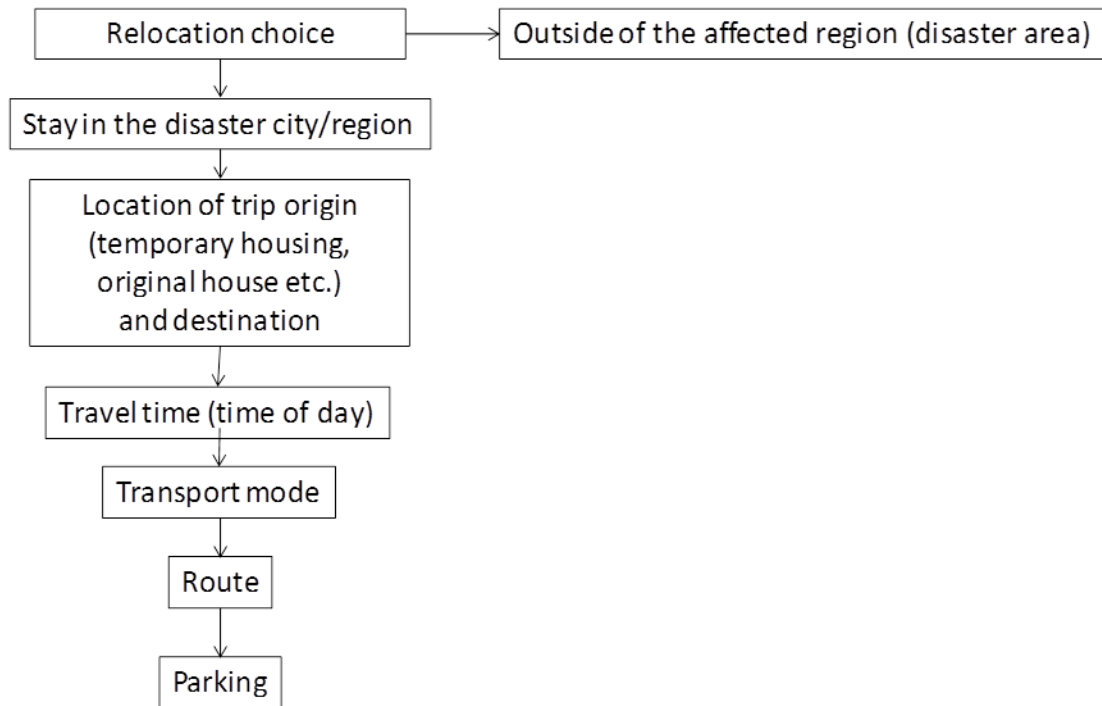 Relocation choice
Outside of the affected region (disaster area)
Stay in the disaster city/region
Location of trip origin
(temporary housing,
original house etc.)
and destination
Travel time (time of day)
Transport mode
Route
Parking